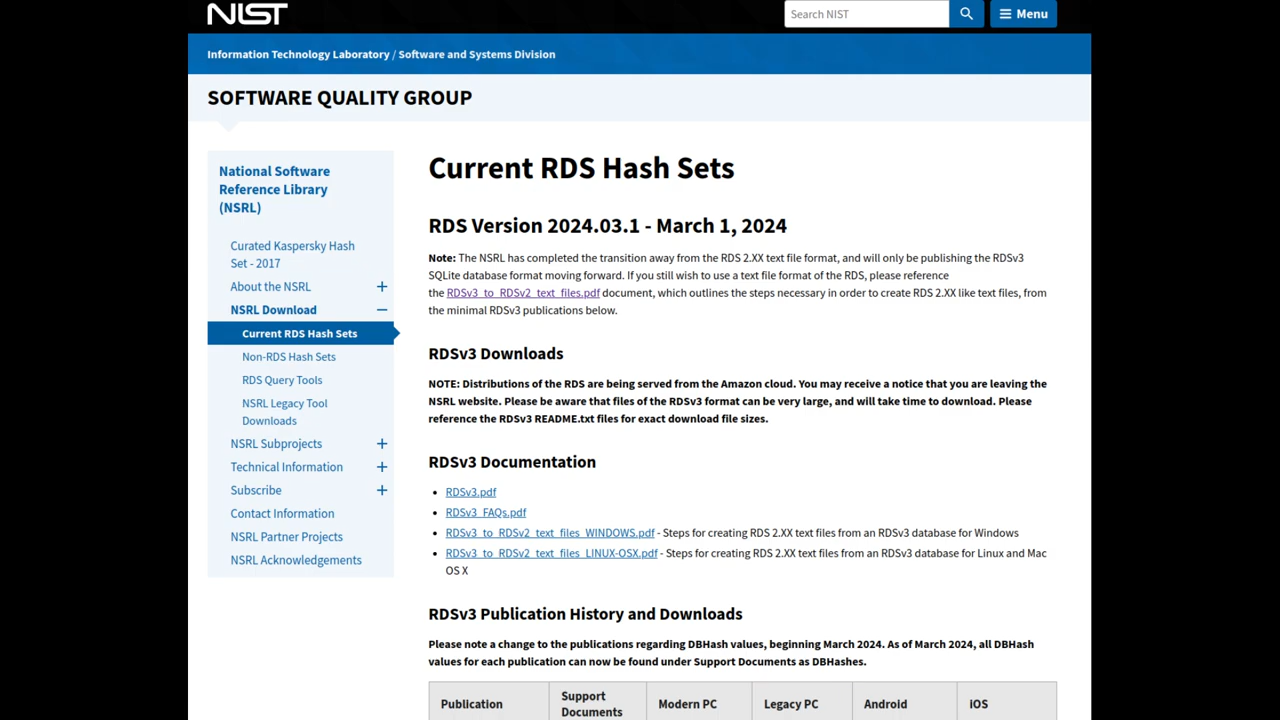 NIST
Search NIST
Menu
Information Technology Laboratory / Software and Systems Division
SOFTWARE QUALITY GROUP
National Software
Reference Library
(NSRL)
Curated Kaspersky Hash
Set - 2017
About the NSRL
NSRL Download
Current RDS Hash Sets
Non-RDS Hash Sets
RDS Query Tools
NSRL Legacy Tool
Downloads
NSRL Subprojects
Technical Information
Subscribe
Contact Information
NSRL Partner Projects
NSRL Acknowledgements
Current RDS Hash Sets
RDS Version 2024.03.1 - March 1, 2024
Note: The NSRL has completed the transition away from the RDS 2.XX text file format, and will only be publishing the RDSv3
SQLite database format moving forward. If you still wish to use a text file format of the RDS, please reference
the RDSv3_to_RDSv2_text_files.pdf document, which outlines the steps necessary in order to create RDS 2.XX like text files, from
the minimal RDSv3 publications below.
RDSv3 Downloads
NOTE: Distributions of the RDS are being served from the Amazon cloud. You may receive a notice that you are leaving the
NSRL website. Please be aware that files of the RDSv3 format can be very large, and will take time to download. Please
reference the RDSv3 README.txt files for exact download file sizes.
RDSv3 Documentation
• RDSv3.pdf
• RDSv3_FAQs.pdf
• RDSv3_to_RDSv2_text_files_WINDOWS.pdf - Steps for creating RDS 2.XX text files from an RDSv3 database for Windows
• RDSv3_to_RDSv2_text_files_LINUX-OSX.pdf - Steps for creating RDS 2.XX text files from an RDSv3 database for Linux and Mac
OS X
RDSv3 Publication History and Downloads
Please note a change to the publications regarding DBHash values, beginning March 2024. As of March 2024, all DBHash
values for each publication can now be found under Support Documents as DBHashes.
Publication
Support
Documents
Modern PC
Legacy PC
Android
iOS